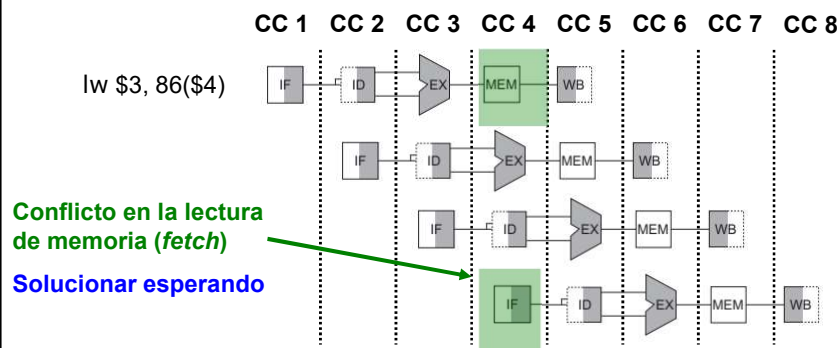 CC 1 CC 2 CC 3 CC 4 CC 5 CC 6 CC 7 CC 8
lw $3, 86($4) IF ID EX MEM WB
IF ID EX MEM WB
IF ID EX MEM WB
Conflicto en la lectura
de memoria (fetch)
Solucionar esperando
IF ID EX MEM WB